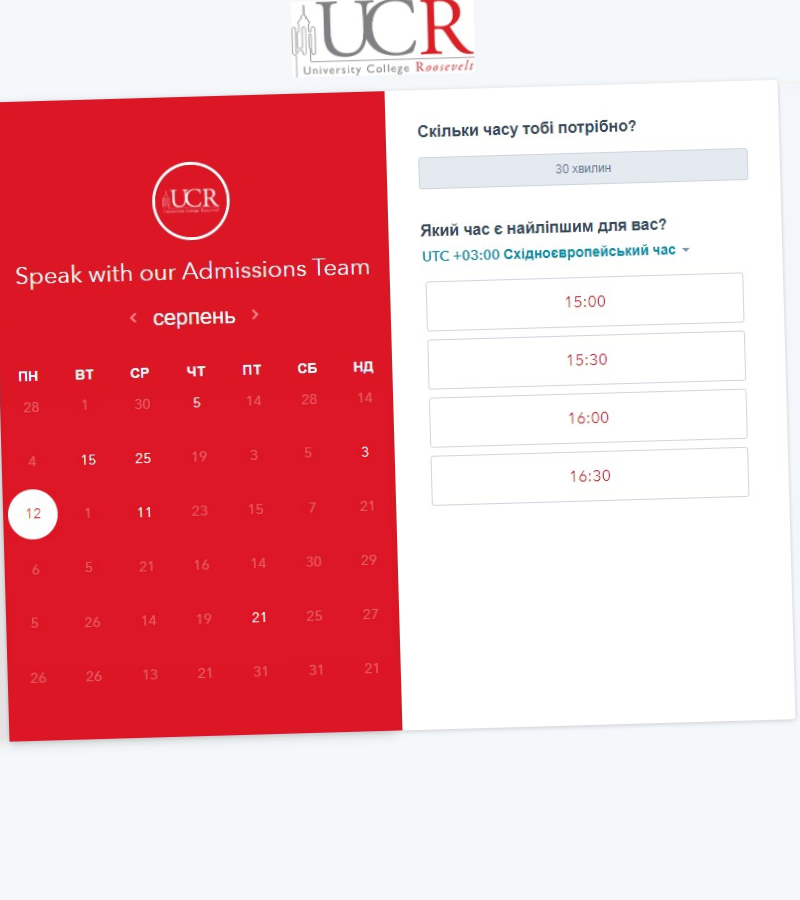 UCR
University College Roosevelt
UCR
Speak with our Admissions Team
серпень
ПН ВТ СР ЧТ ПТ СБ НД
28 1 30 5 14 28 14
4 15 25 19 3 5 3
12 1 11 23 15 7 21
6 5 21 16 14 30 29
5 26 14 19 21 25 27
26 26 13 21 31 31 21
Скільки часу тобі потрібно?
30 хвилин
Який час є найліпшим для вас?
UTC +03:00 Східноєвропейський час
15:00
15:30
16:00
16:30